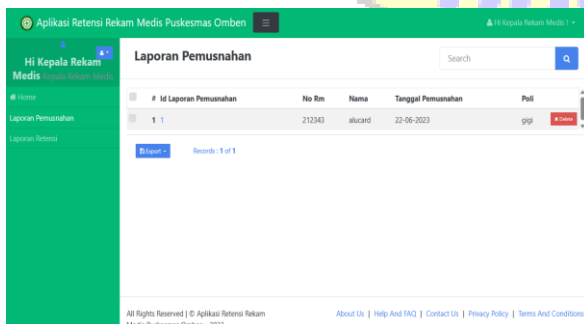 Aplikasi Retensi Rekam Medis Puskesmas Omben
Hi Kepala Rekam Medis !
Hi Kepala Rekam
Medis Kepala Rekam Medis
Home
Laporan Pemusnahan
Laporan Retensi
Laporan Pemusnahan
Search
# Id Laporan Pemusnahan No Rm Nama Tanggal Pemusnahan Poli
1 1 212343 alucard 22-06-2023 gigi Delete
Export Records : 1 of 1
All Rights Reserved | © Aplikasi Retensi Rekam
Medis Puskesmas Omben - 2023
About Us | Help And FAQ | Contact Us | Privacy Policy | Terms And Conditions